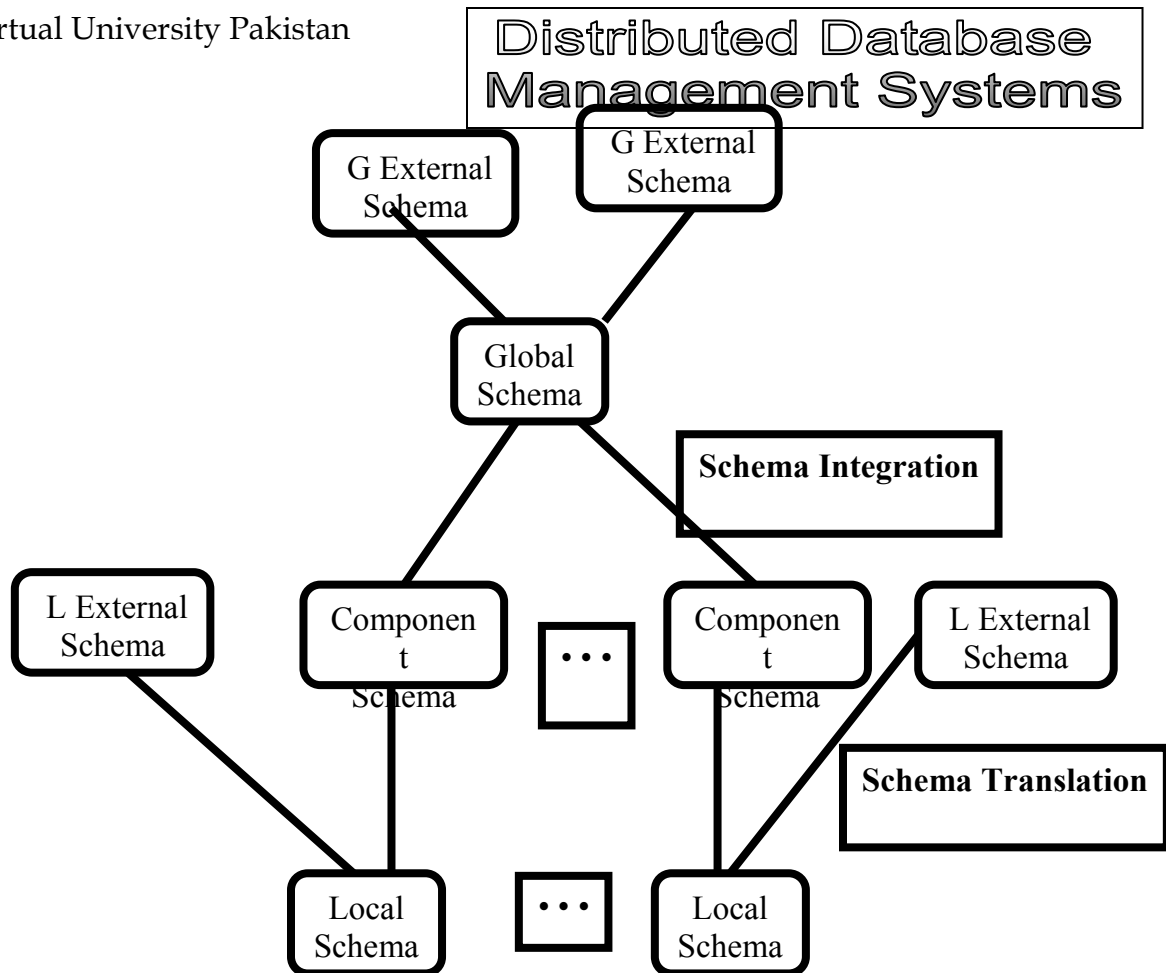 rtual University Pakistan
Distributed Database
Management Systems
G External
Schema
G External
Schema
Global
Schema
Schema Integration
L External
Schema
Componen
t
Schema
...
Componen
t
Schema
L External
Schema
Schema Translation
Local
Schema
...
Local
Schema